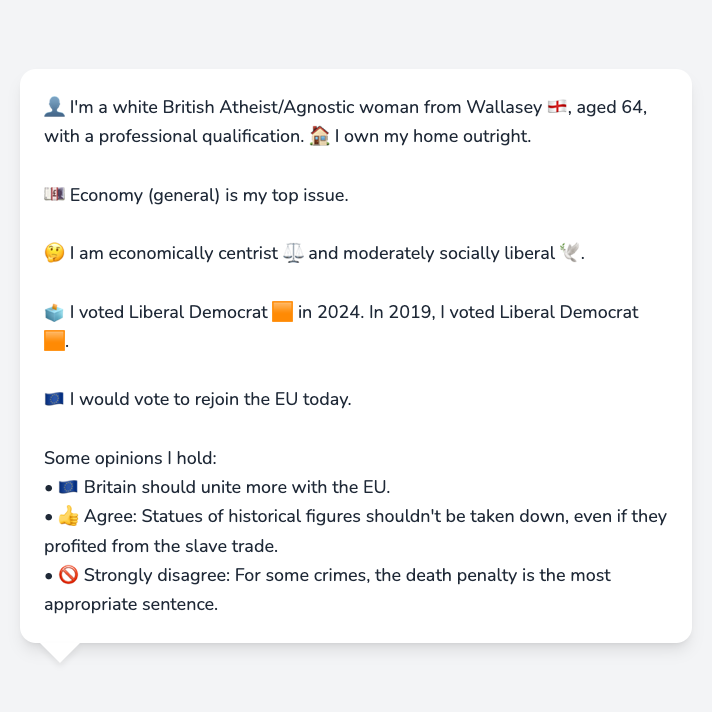 👤 I'm a white British Atheist/Agnostic woman from Wallasey 🏴󠁧󠁢󠁥󠁮󠁧󠁿, aged 64,
with a professional qualification. 🏠 I own my home outright.
💷 Economy (general) is my top issue.
🤔 I am economically centrist ⚖️ and moderately socially liberal 🕊️.
🗳️ I voted Liberal Democrat 🟧 in 2024. In 2019, I voted Liberal Democrat
🟧.
🇪🇺 I would vote to rejoin the EU today.
Some opinions I hold:
• 🇪🇺 Britain should unite more with the EU.
• 👍 Agree: Statues of historical figures shouldn't be taken down, even if they
profited from the slave trade.
• 🚫 Strongly disagree: For some crimes, the death penalty is the most
appropriate sentence.